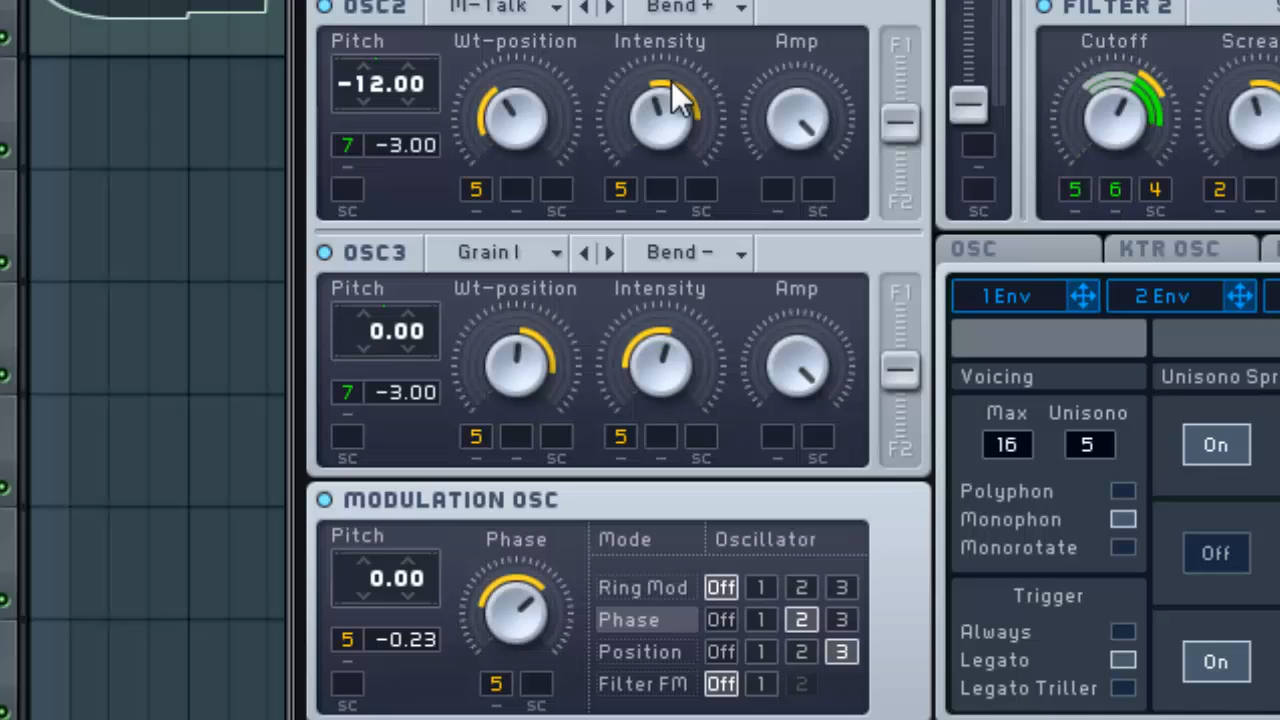 OSC2 M-Talk Bend +
Pitch Wt-position Intensity Amp F1
-12.00
7 -3.00
5 5
SC SC SC SC F2
OSC3 Grain I Bend -
Pitch Wt-position Intensity Amp F1
0.00
7 -3.00
5 5
SC SC SC SC F2
MODULATION OSC
Pitch Phase Mode Oscillator
0.00
Ring Mod Off 1 2 3
Phase Off 1 2 3
5 -0.23
Position Off 1 2 3
5
Filter FM Off 1 2
SC SC
FILTER 2
Cutoff Screa
5 6 4 2
SC SC
OSC KTR OSC
1 Env 2 Env
Voicing Unisono Spr
Max Unisono
16 5 On
Polyphon
Monophon
Monorotate Off
Trigger
Always
Legato On
Legato Triller